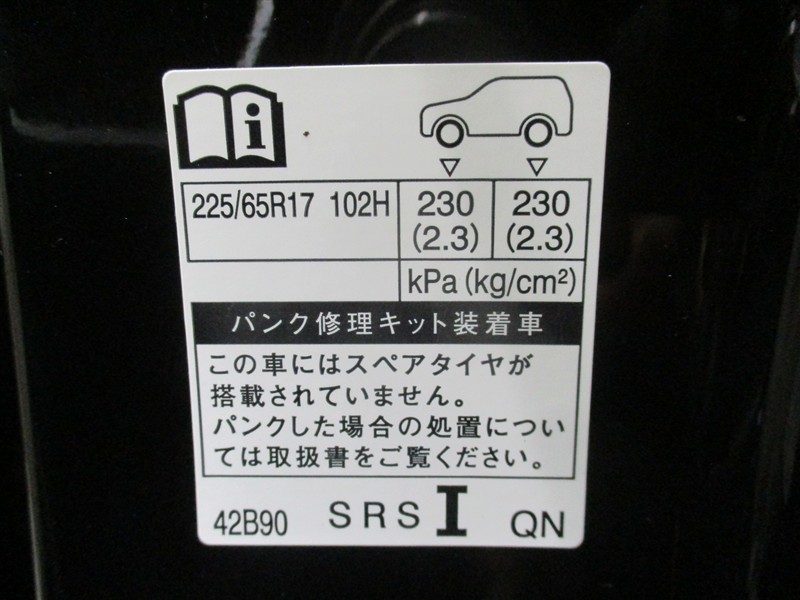 i
225/65R17 102H 230 230
(2.3) (2.3)
kPa (kg/cm²)
パンク修理キット装着車
この車にはスペアタイヤが
搭載されていません。
パンクした場合の処置につい
ては取扱書をご覧ください。
42B90 SRS I QN